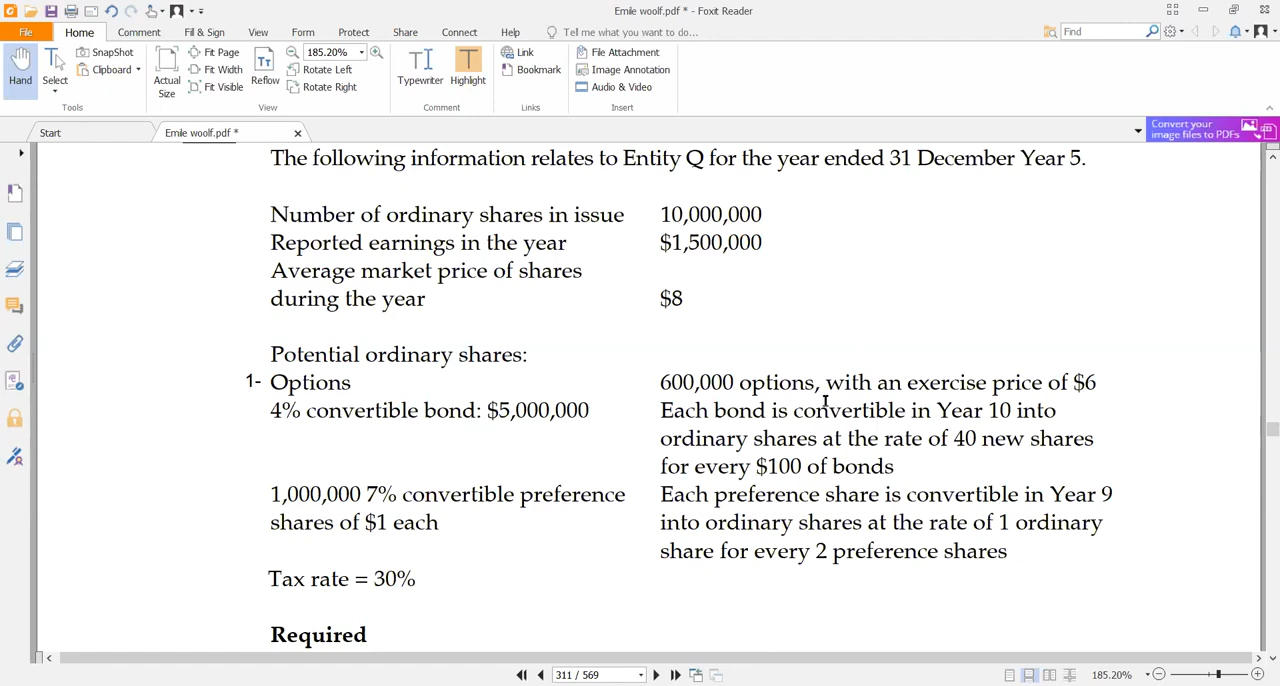 Emile woolf.pdf * - Foxit Reader
File Home Comment Fill & Sign View Form Protect Share Connect Help Tell me what you want to do... Find
Hand
Select
SnapShot
Clipboard
Actual Size
Fit Page
Fit Width
Fit Visible
Reflow
185.20%
Rotate Left
Rotate Right
Typewriter
Highlight
Link
Bookmark
File Attachment
Image Annotation
Audio & Video
Tools View Comment Links Insert
Start
Emile woolf.pdf *
Convert your
image files to PDFs
The following information relates to Entity Q for the year ended 31 December Year 5.
Number of ordinary shares in issue 10,000,000
Reported earnings in the year $1,500,000
Average market price of shares
during the year $8
Potential ordinary shares:
1- Options 600,000 options, with an exercise price of $6
4% convertible bond: $5,000,000 Each bond is convertible in Year 10 into
ordinary shares at the rate of 40 new shares
for every $100 of bonds
1,000,000 7% convertible preference Each preference share is convertible in Year 9
shares of $1 each into ordinary shares at the rate of 1 ordinary
share for every 2 preference shares
Tax rate = 30%
Required
311 / 569
185.20%